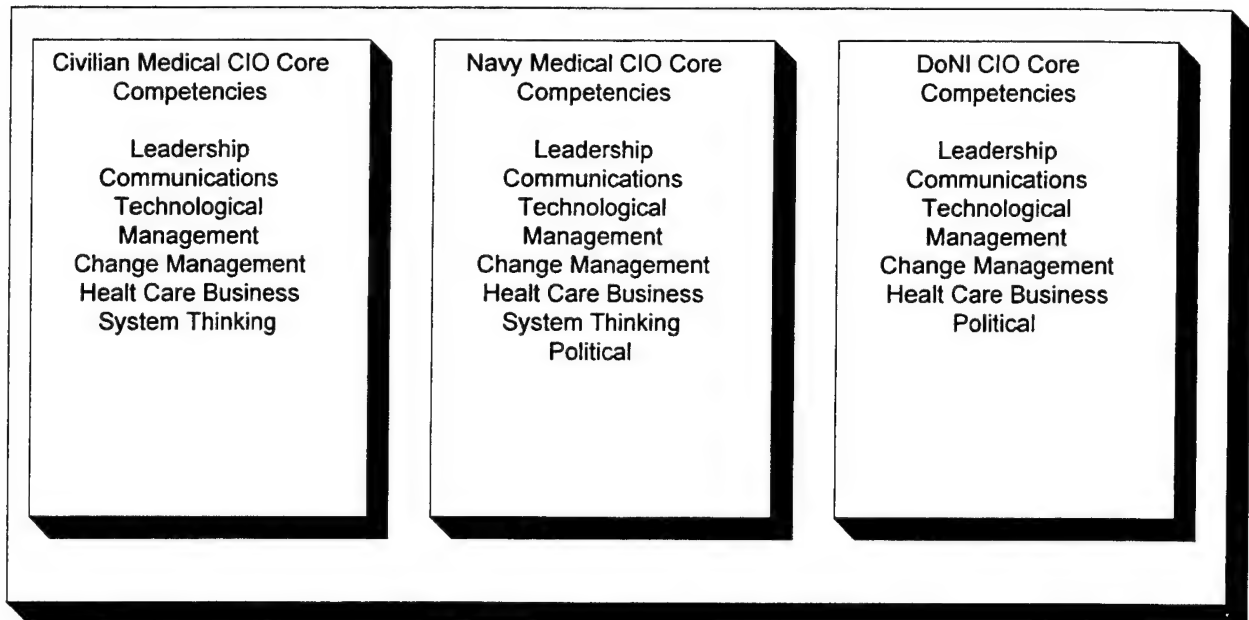 Civilian Medical CIO Core
Competencies
Leadership
Communications
Technological
Management
Change Management
Healt Care Business
System Thinking
Navy Medical CIO Core
Competencies
Leadership
Communications
Technological
Management
Change Management
Healt Care Business
System Thinking
Political
DoNI CIO Core
Competencies
Leadership
Communications
Technological
Management
Change Management
Healt Care Business
Political